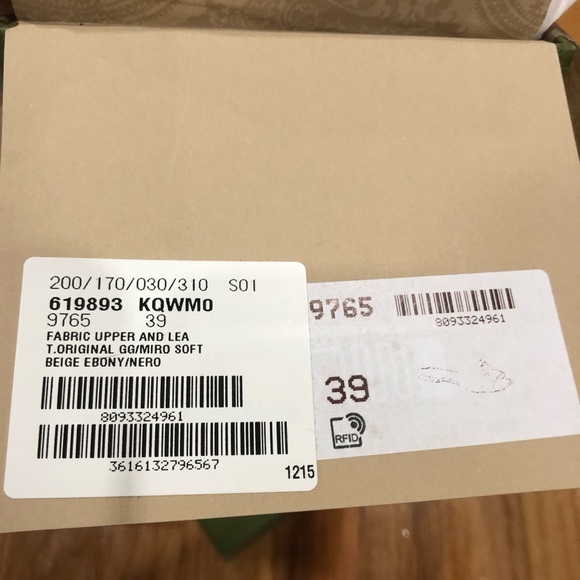 200/170/030/310 S01
619893 KQWM0
9765 39
FABRIC UPPER AND LEA
T.ORIGINAL GG/MIRO SOFT
BEIGE EBONY/NERO
8093324961
3616132796567
1215
9765
8093324961
39
RFID